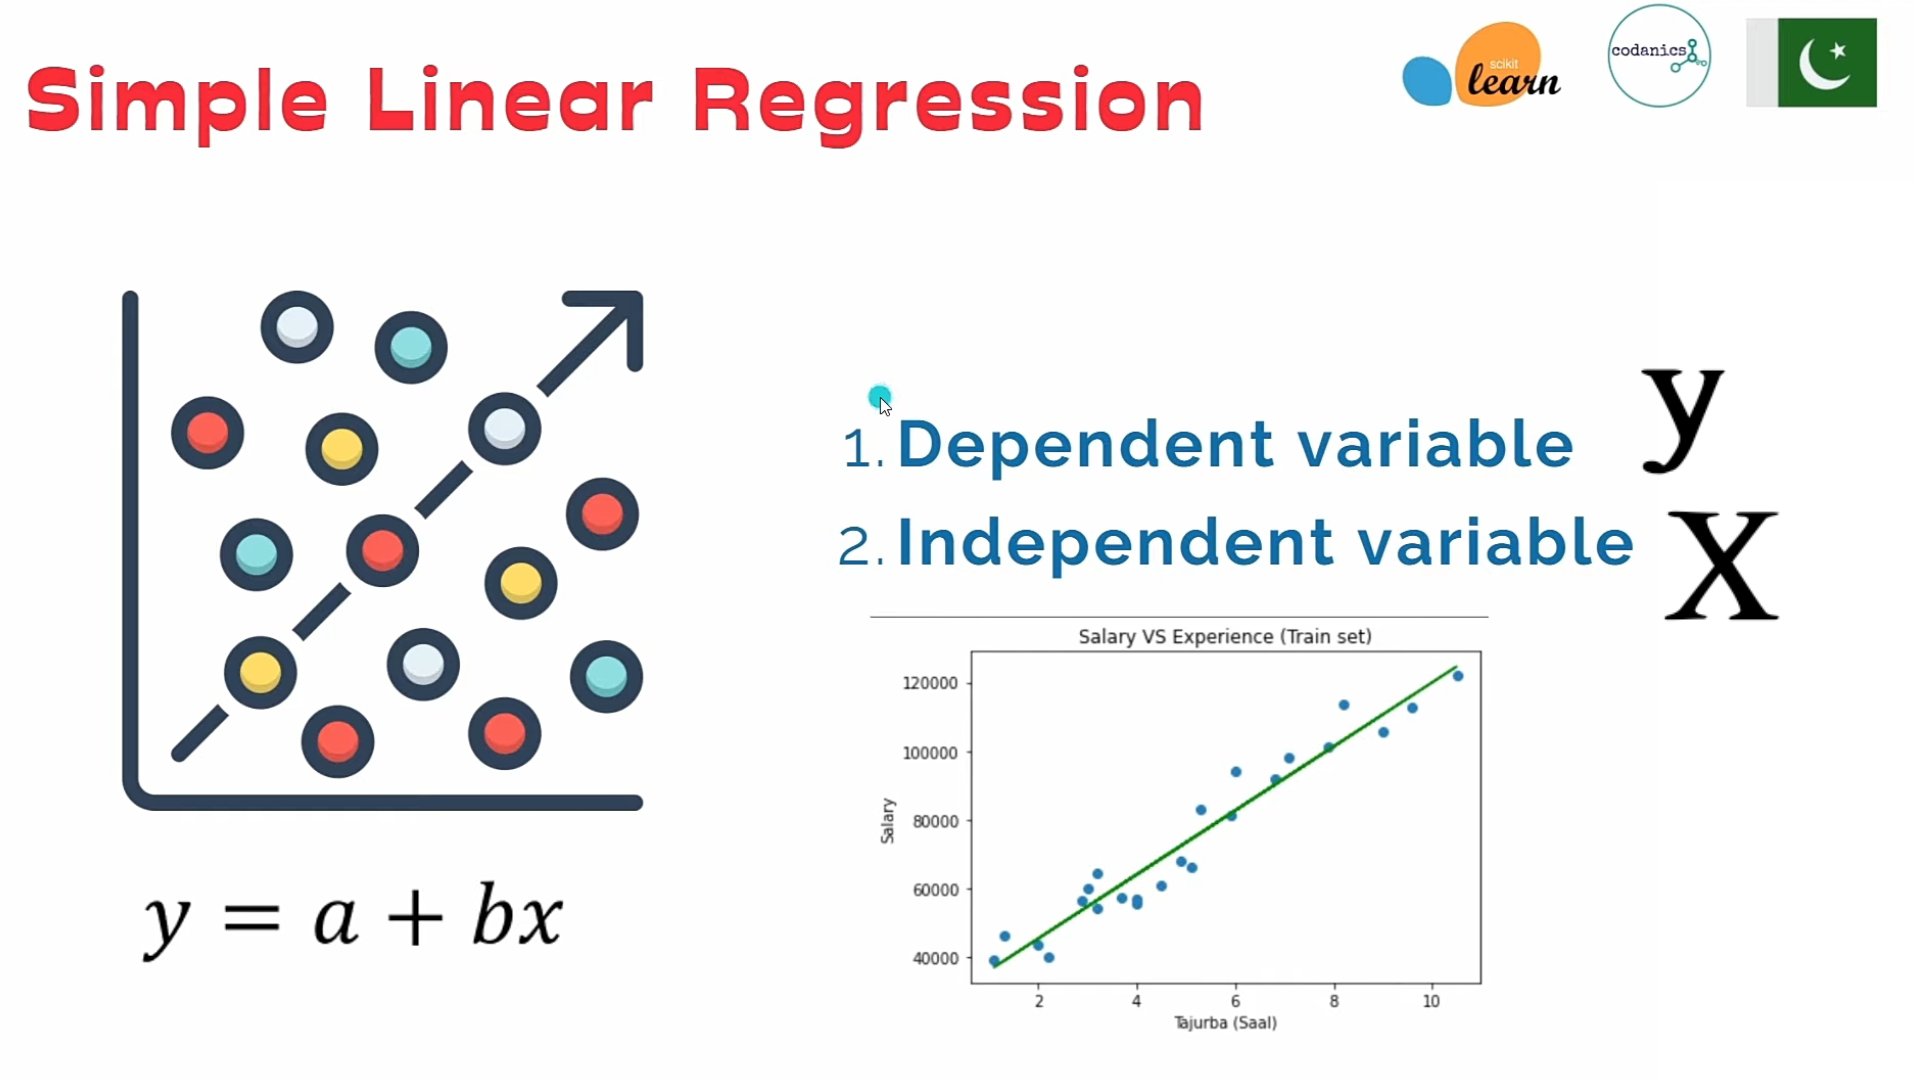 Simple Linear Regression
scikit
learn
codanics
1. Dependent variable y
2. Independent variable X
y = a + bx
Salary VS Experience (Train set)
120000
100000
80000
60000
40000
Salary
2 4 6 8 10
Tajurba (Saal)